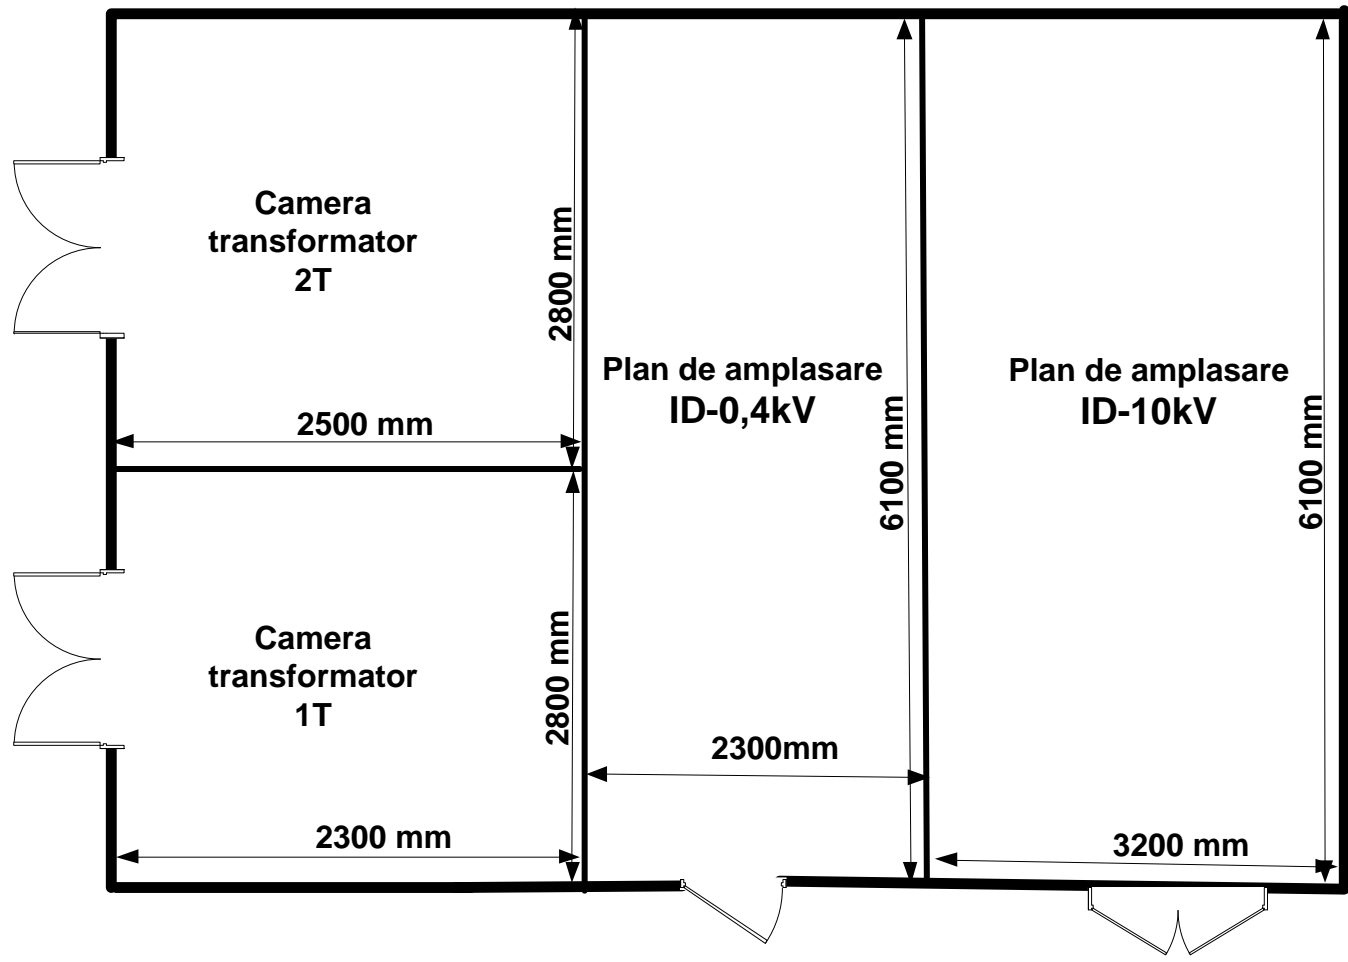 Camera
transformator
2T
2800 mm
2500 mm
Camera
transformator
1T
2800 mm
2300 mm
Plan de amplasare
ID-0,4kV
6100 mm
2300mm
Plan de amplasare
ID-10kV
6100 mm
3200 mm